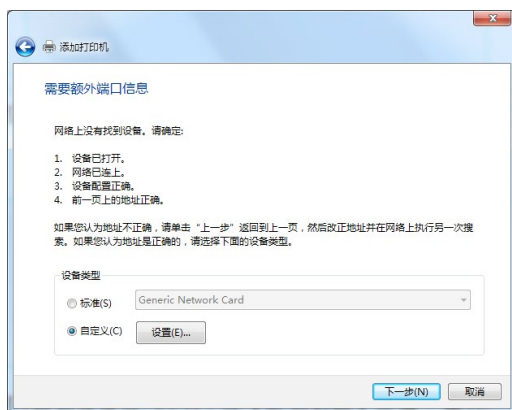 添加打印机
需要额外端口信息
网络上没有找到设备。请确定:
1. 设备已打开。
2. 网络已连上。
3. 设备配置正确。
4. 前一页上的地址正确。
如果您认为地址不正确，请单击“上一步”返回到上一页，然后改正地址并在网络上执行另一次搜
索。如果您认为地址是正确的，请选择下面的设备类型。
设备类型
标准(S) Generic Network Card
自定义(C) 设置(E)...
下一步(N) 取消